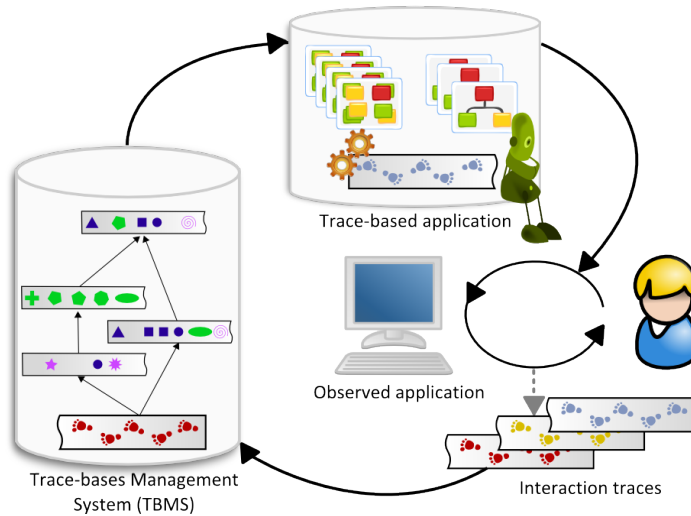 Trace-based application
Observed application
Trace-bases Management
System (TBMS)
Interaction traces